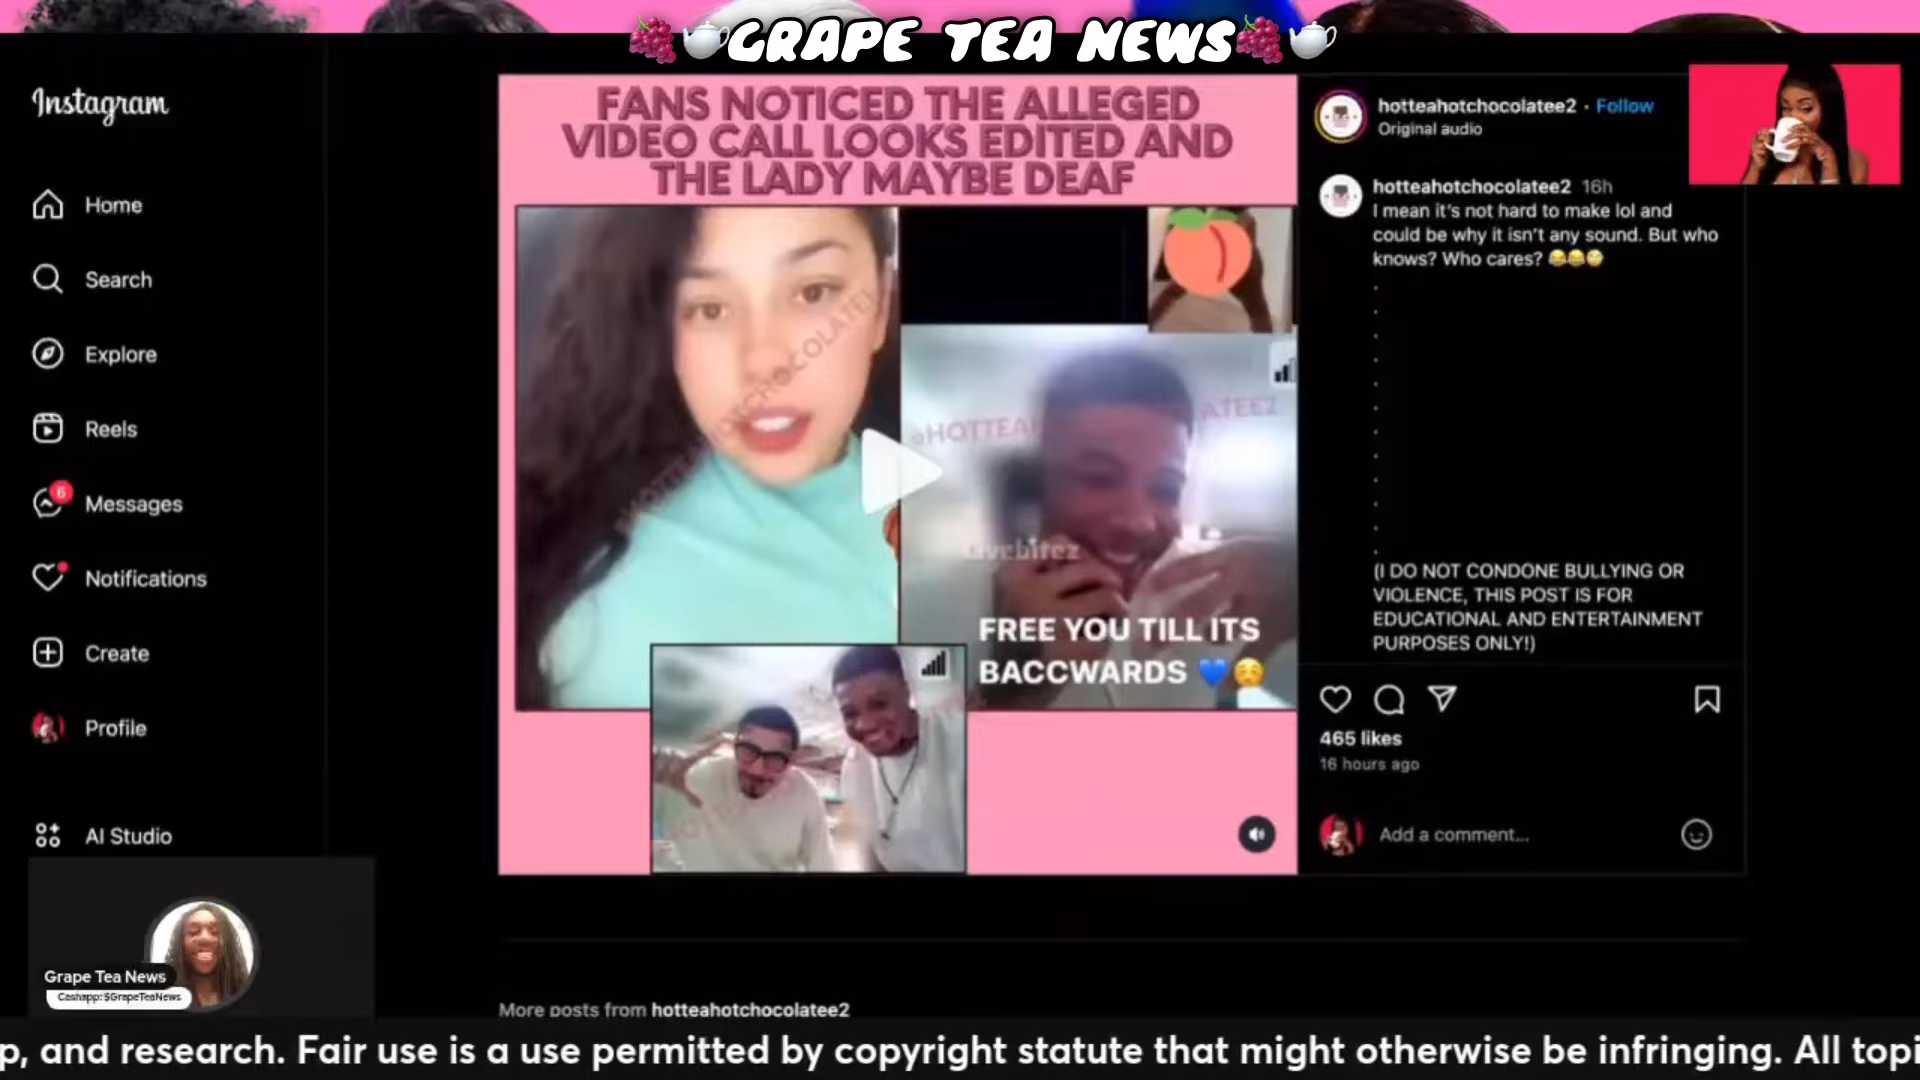 GRAPE TEA NEWS
Instagram
Home
Search
Explore
Reels
6
Messages
Notifications
Create
Profile
AI Studio
FANS NOTICED THE ALLEGED
VIDEO CALL LOOKS EDITED AND
THE LADY MAYBE DEAF
FREE YOU TILL ITS
BACCWARDS 💙☺️
hotteahotchocolatee2 · Follow
Original audio
hotteahotchocolatee2 16h
I mean it's not hard to make lol and
could be why it isn't any sound. But who
knows? Who cares? 😂😂🙄
(I DO NOT CONDONE BULLYING OR
VIOLENCE, THIS POST IS FOR
EDUCATIONAL AND ENTERTAINMENT
PURPOSES ONLY!)
465 likes
16 hours ago
Add a comment...
Grape Tea News
Cashapp: $GrapeTeaNews
More posts from hotteahotchocolatee2
p, and research. Fair use is a use permitted by copyright statute that might otherwise be infringing. All topi